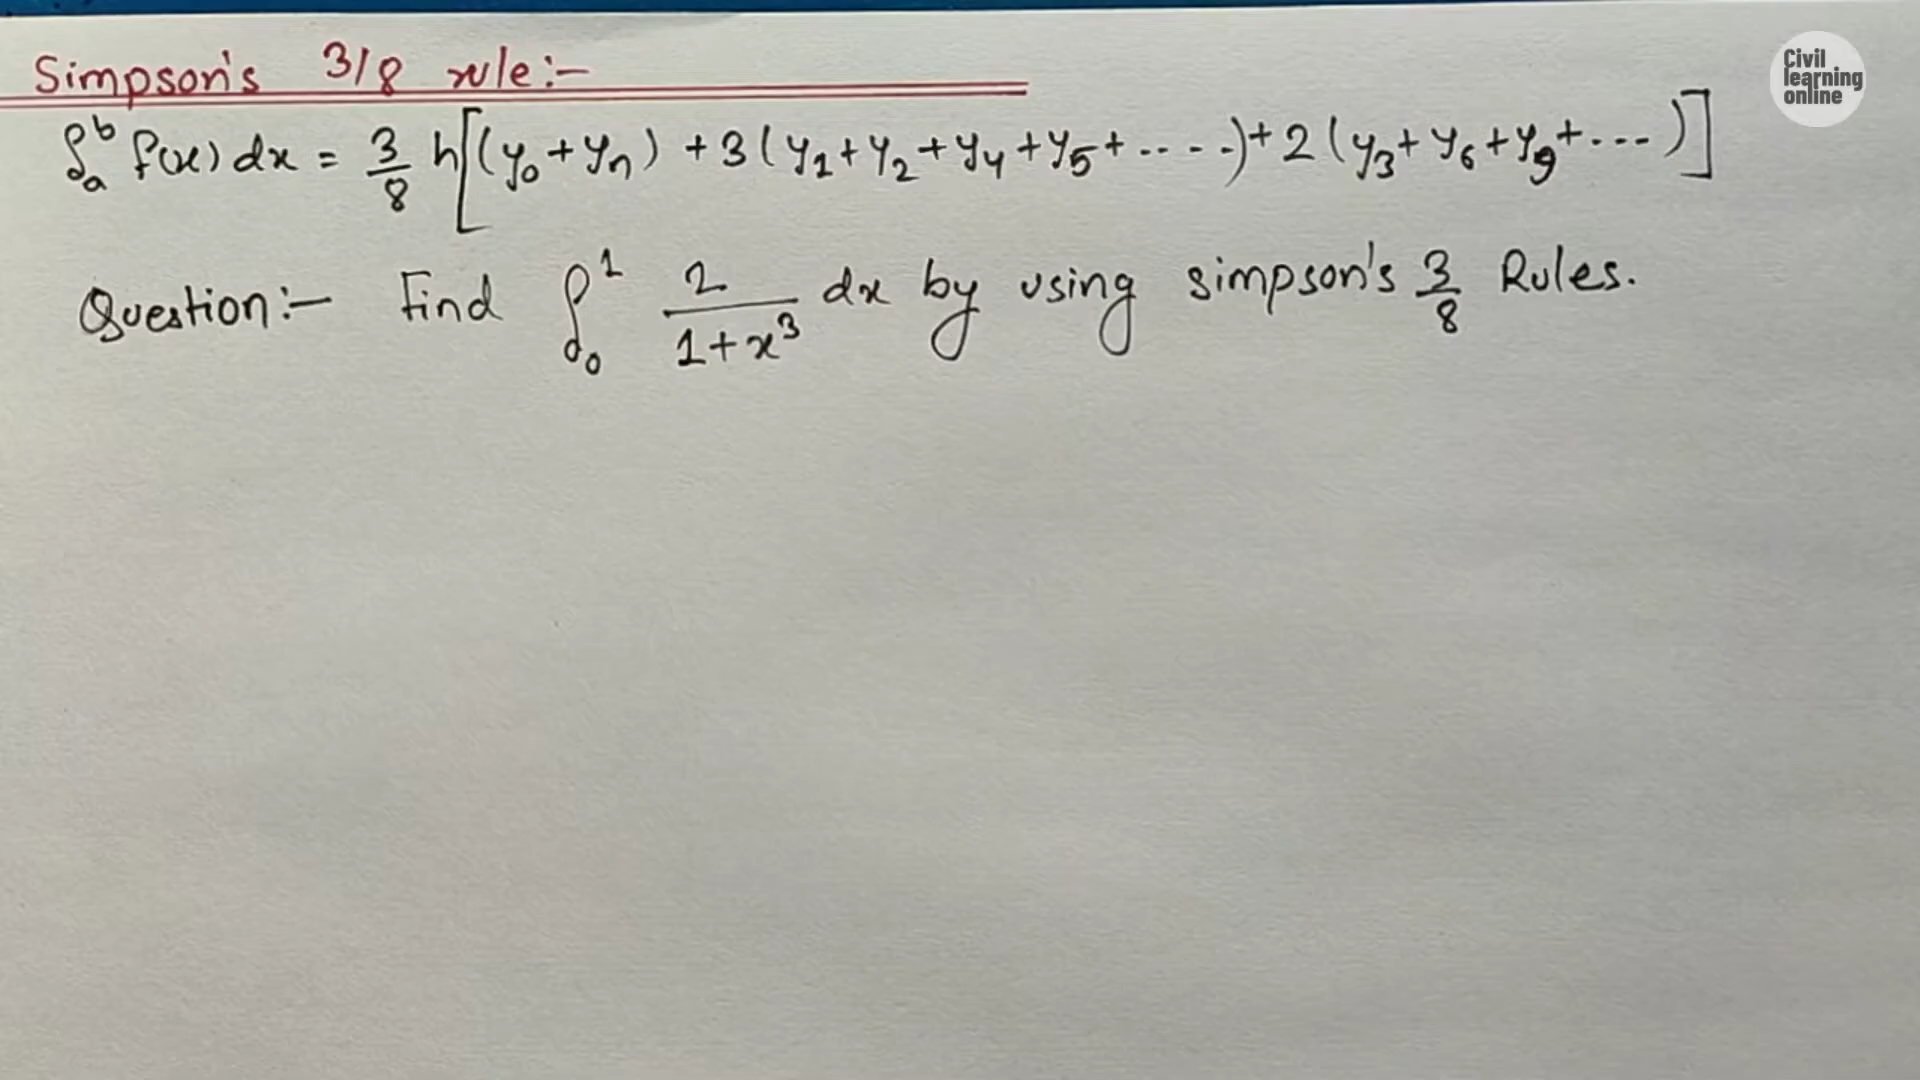 Simpson's 3/8 rule:-
∫ₐᵇ f(x) dx = 3/8 h[(y₀+yₙ) +3(y₁+y₂+y₄+y₅+.....)+2(y₃+y₆+y₉+...)]
Question:- Find ∫₀¹ 2/(1+x³) dx by using simpson's 3/8 Rules.
Civil
learning
online